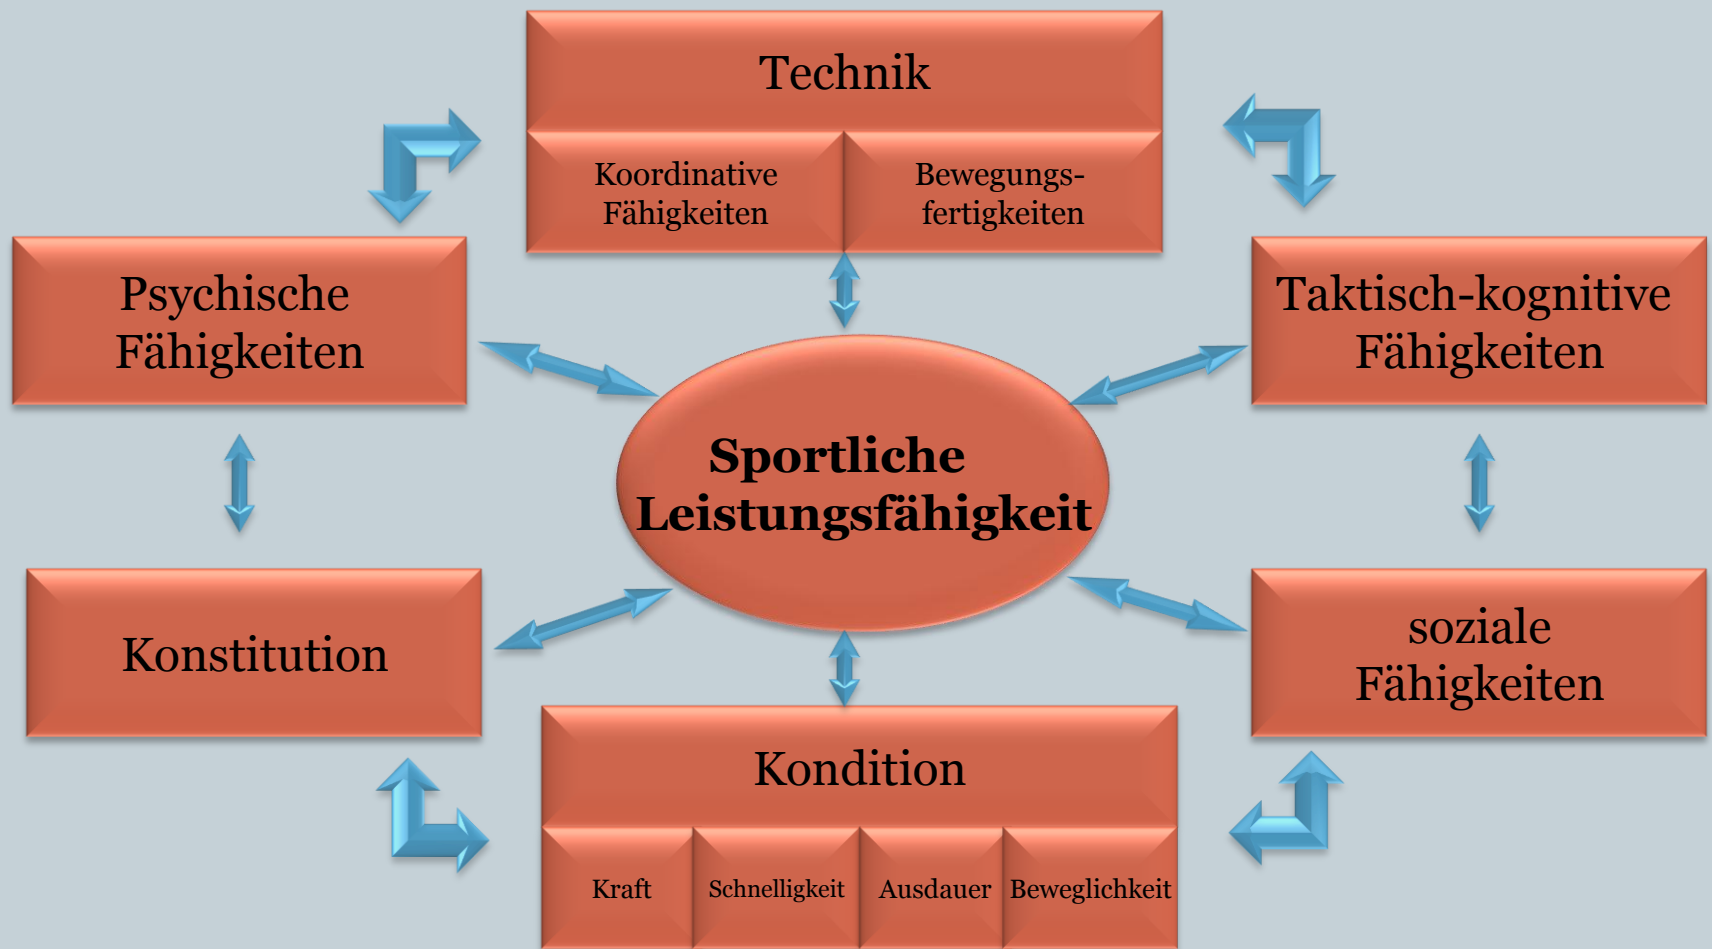 Technik
Koordinative
Fähigkeiten
Bewegungs-
fertigkeiten
Psychische
Fähigkeiten
Taktisch-kognitive
Fähigkeiten
Sportliche
Leistungsfähigkeit
Konstitution
soziale
Fähigkeiten
Kondition
Kraft
Schnelligkeit
Ausdauer
Beweglichkeit